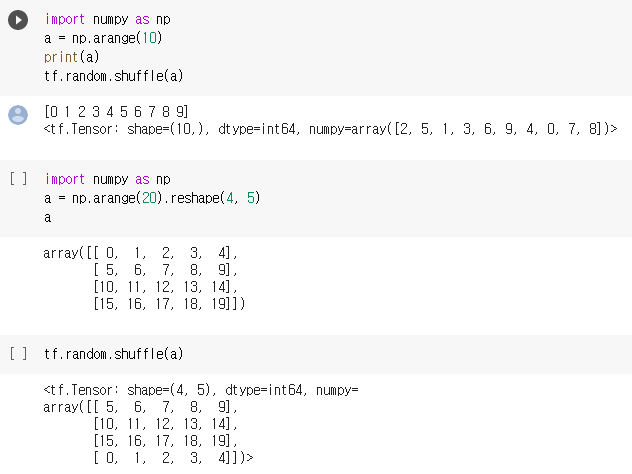 import numpy as np
a = np.arange(10)
print(a)
tf.random.shuffle(a)
[0 1 2 3 4 5 6 7 8 9]
<tf.Tensor: shape=(10,), dtype=int64, numpy=array([2, 5, 1, 3, 6, 9, 4, 0, 7, 8])>
[ ] import numpy as np
a = np.arange(20).reshape(4, 5)
a
array([[ 0,  1,  2,  3,  4],
       [ 5,  6,  7,  8,  9],
       [10, 11, 12, 13, 14],
       [15, 16, 17, 18, 19]])
[ ] tf.random.shuffle(a)
<tf.Tensor: shape=(4, 5), dtype=int64, numpy=
array([[ 5,  6,  7,  8,  9],
       [10, 11, 12, 13, 14],
       [15, 16, 17, 18, 19],
       [ 0,  1,  2,  3,  4]])>